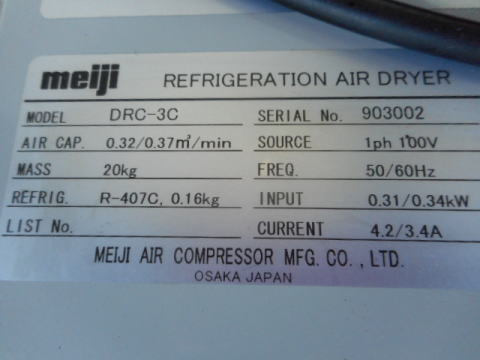 meiji REFRIGERATION AIR DRYER
MODEL DRC-3C SERIAL No. 903002
AIR CAP. 0.32/0.37m³/min SOURCE 1ph 100V
MASS 20kg FREQ. 50/60Hz
REFRIG. R-407C, 0.16kg INPUT 0.31/0.34kW
LIST No. CURRENT 4.2/3.4A
MEIJI AIR COMPRESSOR MFG. CO., LTD.
OSAKA JAPAN